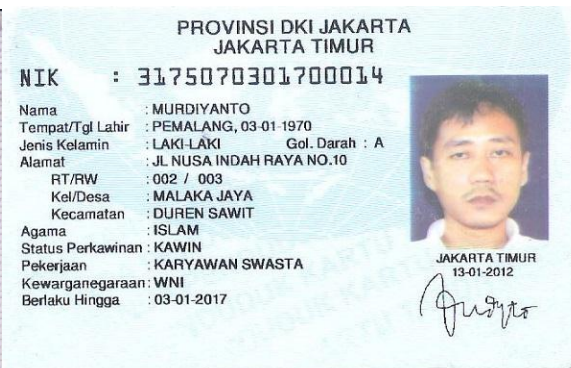 PROVINSI DKI JAKARTA
JAKARTA TIMUR
NIK : 3175070301700014
Nama : MURDIYANTO
Tempat/Tgl Lahir : PEMALANG, 03-01-1970
Jenis Kelamin : LAKI-LAKI Gol. Darah : A
Alamat : JL NUSA INDAH RAYA NO.10
RT/RW : 002 / 003
Kel/Desa : MALAKA JAYA
Kecamatan : DUREN SAWIT
Agama : ISLAM
Status Perkawinan : KAWIN
Pekerjaan : KARYAWAN SWASTA
Kewarganegaraan : WNI
Berlaku Hingga : 03-01-2017
JAKARTA TIMUR
13-01-2012